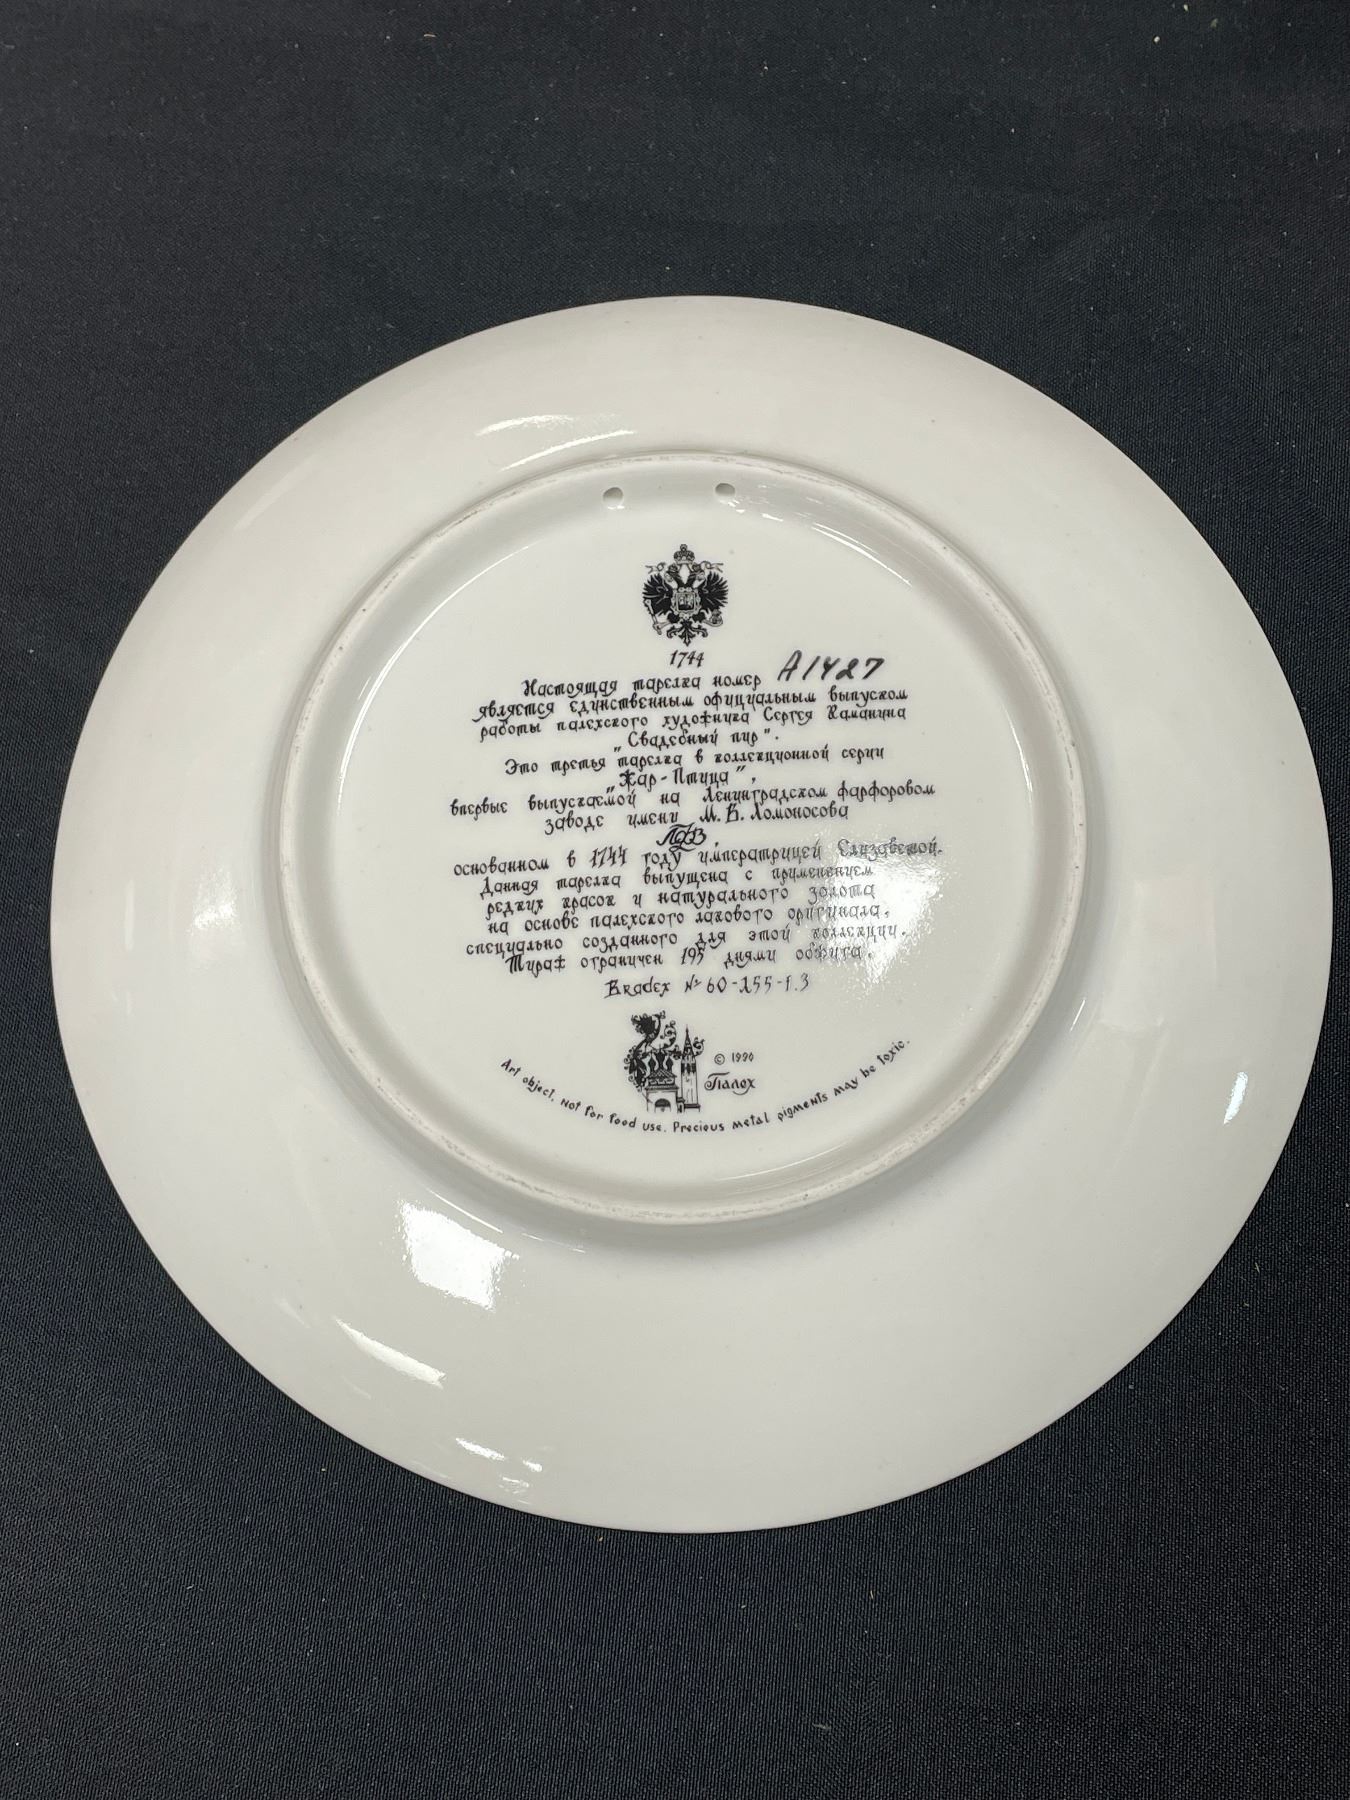 1744
Настоящая тарелка номер A1427
является единственным официальным выпуском
работы палехского художника Сергея Каманина
"Свадебный пир".
Это третья тарелка в коллекционной серии
"Жар-Птица",
впервые выпускаемой на Ленинградском фарфоровом
заводе имени М.В. Ломоносова
ЛФЗ,
основанном в 1744 году императрицей Елизаветой.
Данная тарелка выпущена с применением
редких красок и натурального золота
на основе палехского лакового оригинала,
специально созданного для этой коллекции.
Тираж ограничен 195 днями обжига.
Bradex № 60-255-1.3
© 1990
Палех
Art object, not for food use. Precious metal pigments may be toxic.